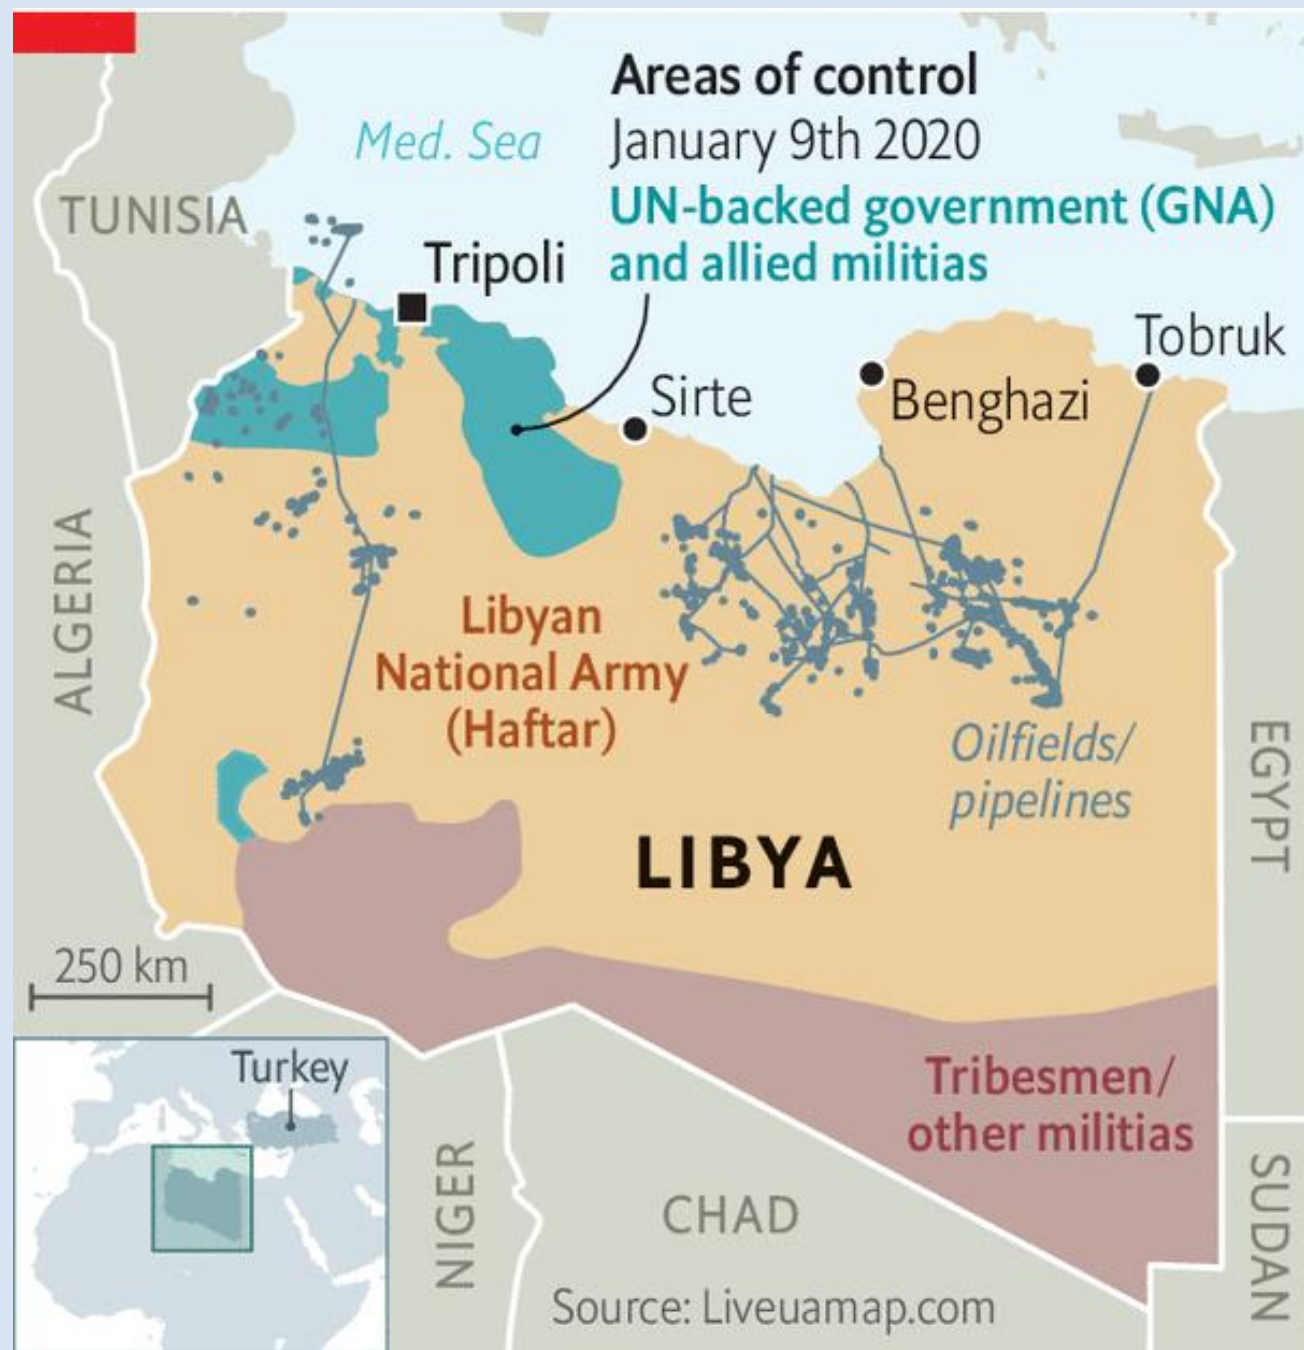 Areas of control
January 9th 2020
UN-backed government (GNA)
and allied militias
Med. Sea
TUNISIA
Tripoli
Tobruk
Sirte
Benghazi
ALGERIA
Libyan
National Army
(Haftar)
Oilfields/
pipelines
EGYPT
LIBYA
250 km
Turkey
Tribesmen/
other militias
NIGER
CHAD
SUDAN
Source: Liveuamap.com